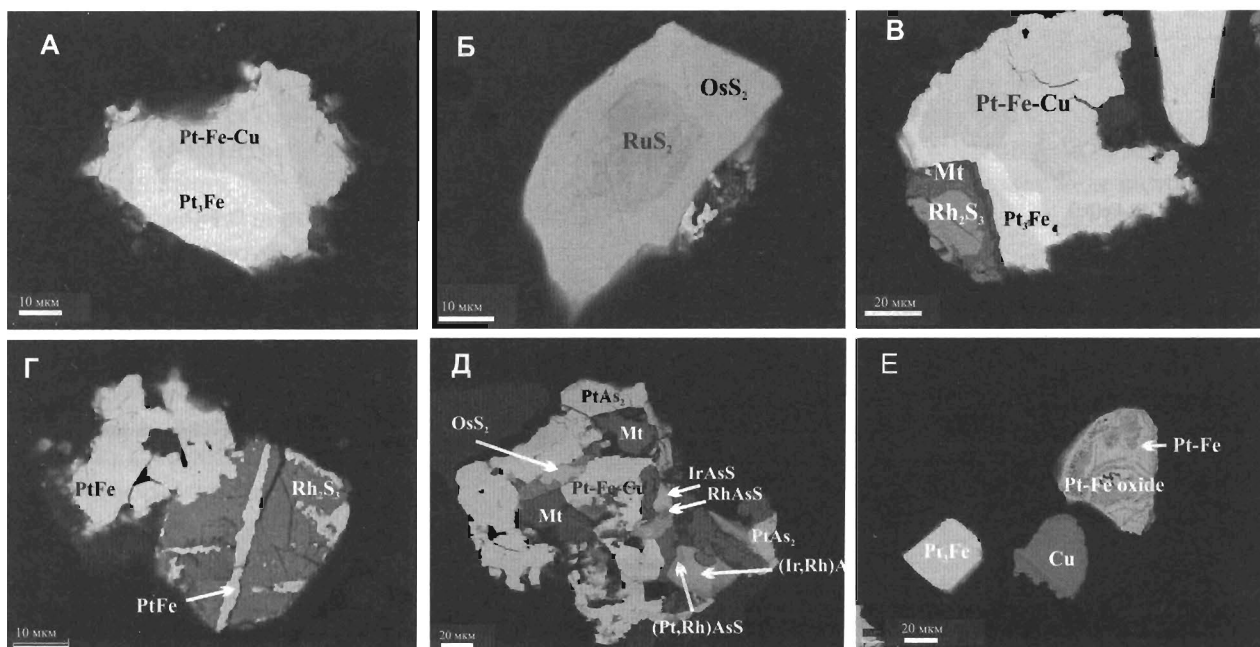 А
Pt-Fe-Cu
Pt₃Fe
10 мкм
Б
OsS₂
RuS₂
10 мкм
В
Pt-Fe-Cu
Mt
Rh₂S₃
Pt₃Fe
20 мкм
Г
PtFe
Rh₂S₃
PtFe
10 мкм
Д
PtAs₂
OsS₂
Mt
IrAsS
Pt-Fe-Cu
RhAsS
Mt
PtAs₂
(Ir,Rh)A
(Pt,Rh)AsS
20 мкм
Е
Pt-Fe
Pt-Fe oxide
Pt₃Fe
Cu
20 мкм